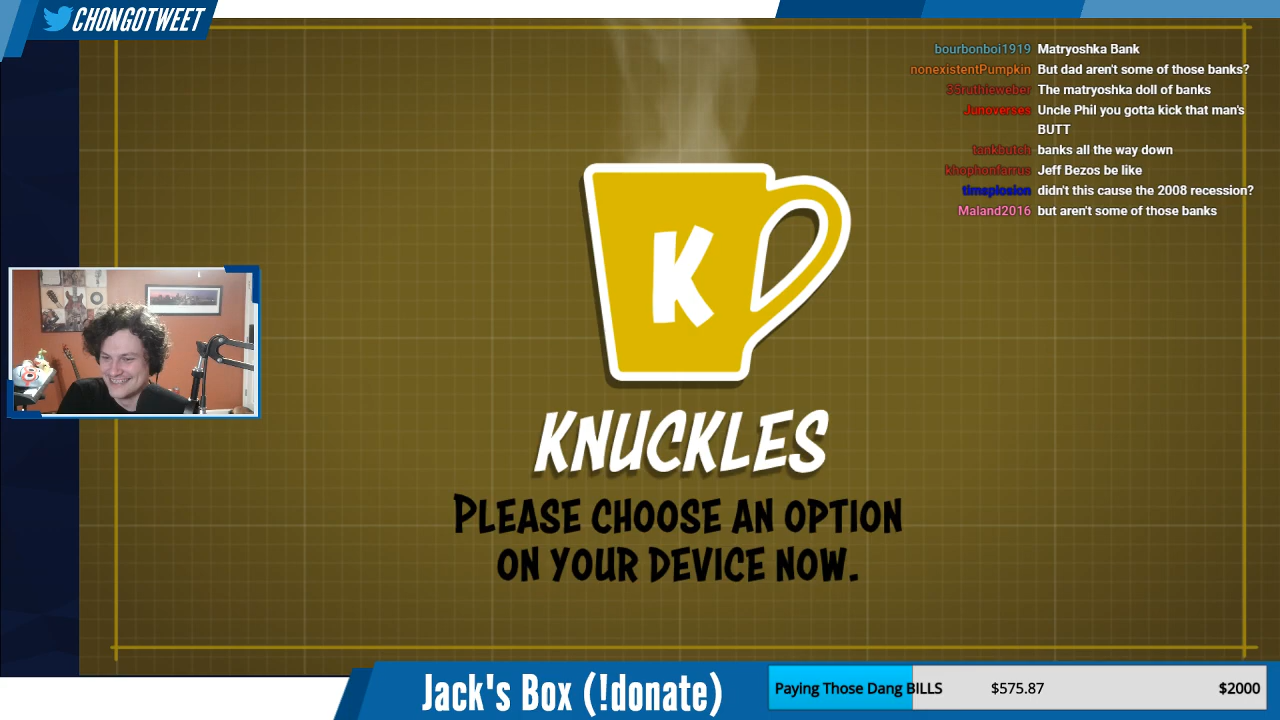 @CHONGOTWEET
bourbonboi1919 Matryoshka Bank
nonexistentPumpkin But dad aren't some of those banks?
35ruthieweber The matryoshka doll of banks
Junoverses Uncle Phil you gotta kick that man's
BUTT
tankbutch banks all the way down
khophonfarrus Jeff Bezos be like
timsplosion didn't this cause the 2008 recession?
Maland2016 but aren't some of those banks
K
KNUCKLES
PLEASE CHOOSE AN OPTION
ON YOUR DEVICE NOW.
Jack's Box (!donate)
Paying Those Dang BILLS $575.87 $2000